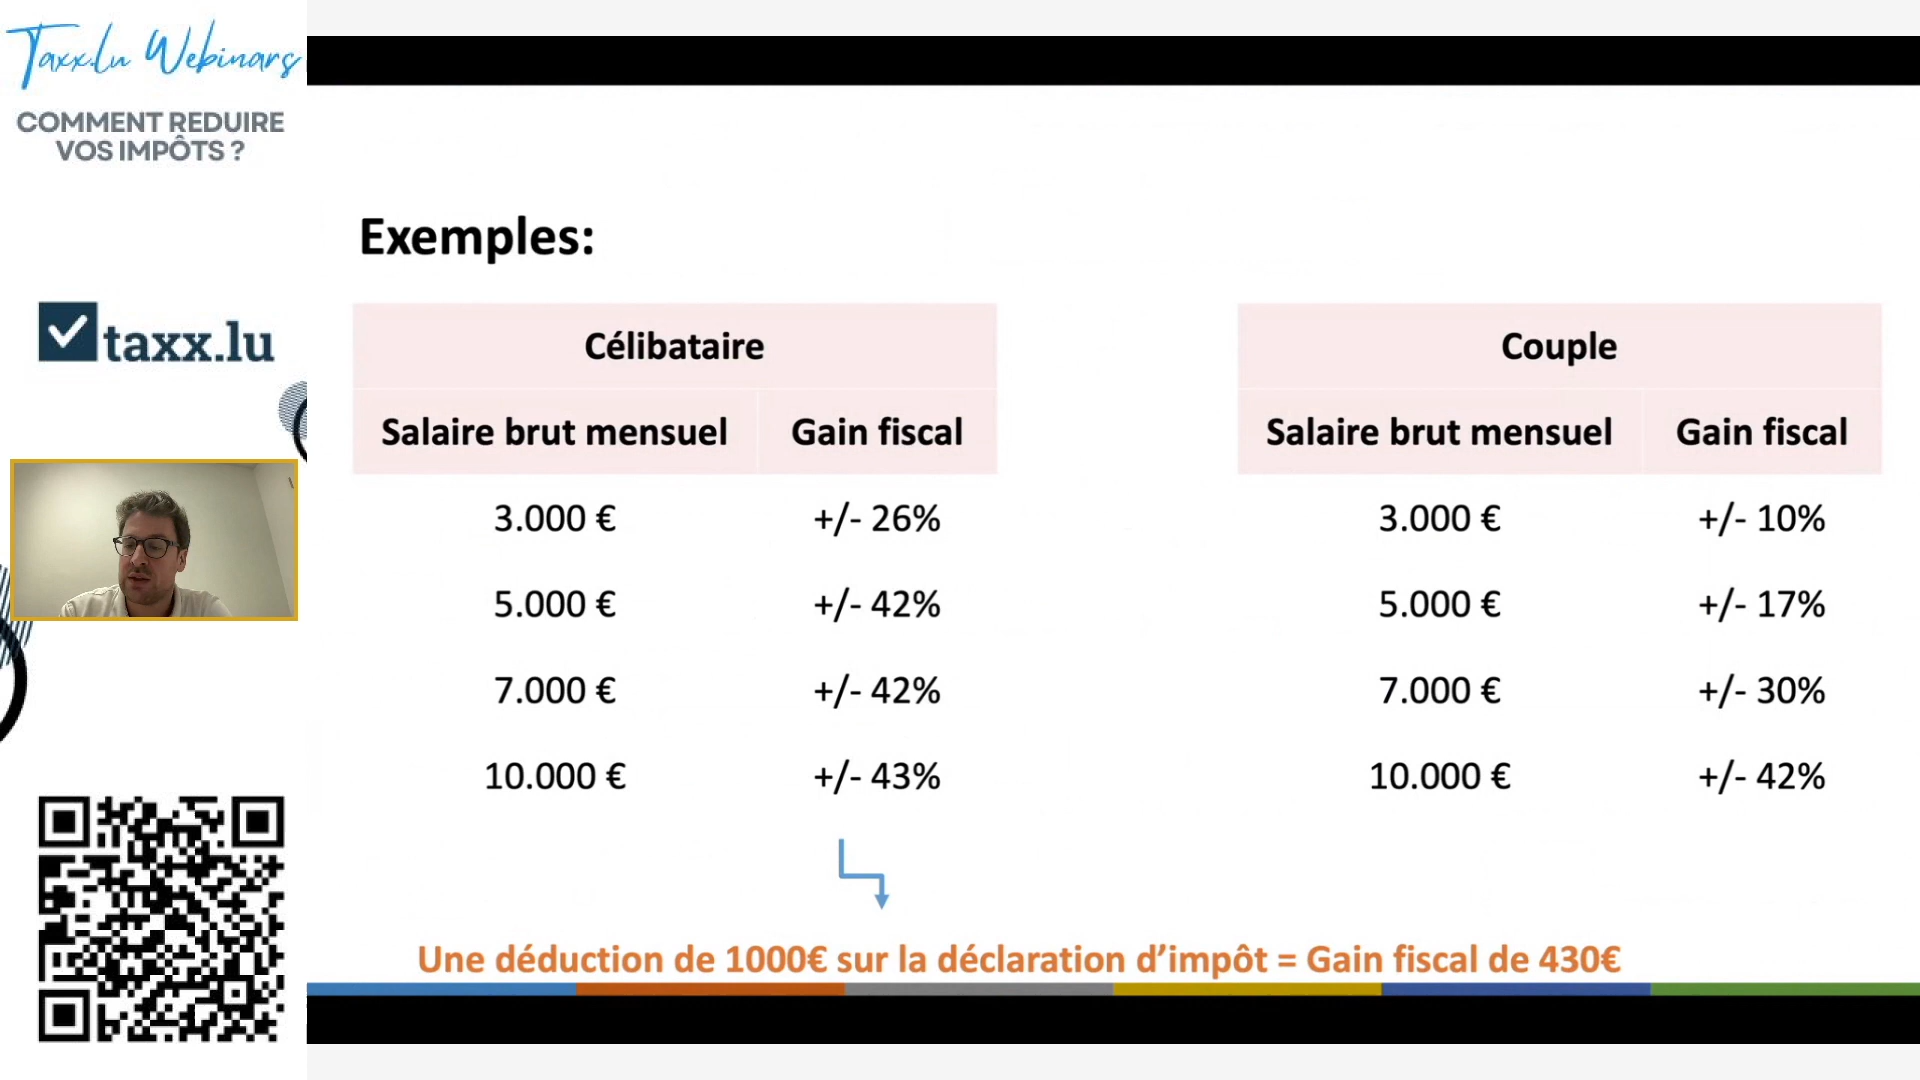 Taxx.lu Webinars
COMMENT REDUIRE
VOS IMPÔTS ?
taxx.lu
Exemples:
Célibataire
Salaire brut mensuel Gain fiscal
3.000 € +/- 26%
5.000 € +/- 42%
7.000 € +/- 42%
10.000 € +/- 43%
Couple
Salaire brut mensuel Gain fiscal
3.000 € +/- 10%
5.000 € +/- 17%
7.000 € +/- 30%
10.000 € +/- 42%
Une déduction de 1000€ sur la déclaration d’impôt = Gain fiscal de 430€